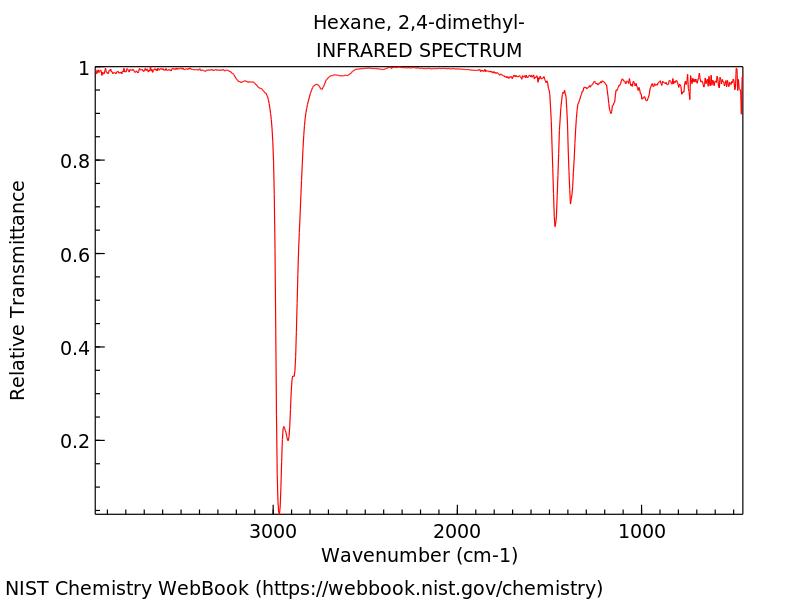 Hexane, 2,4-dimethyl-
INFRARED SPECTRUM
1
0.8
0.6
0.4
0.2
Relative Transmittance
3000 2000 1000
Wavenumber (cm-1)
NIST Chemistry WebBook (https://webbook.nist.gov/chemistry)